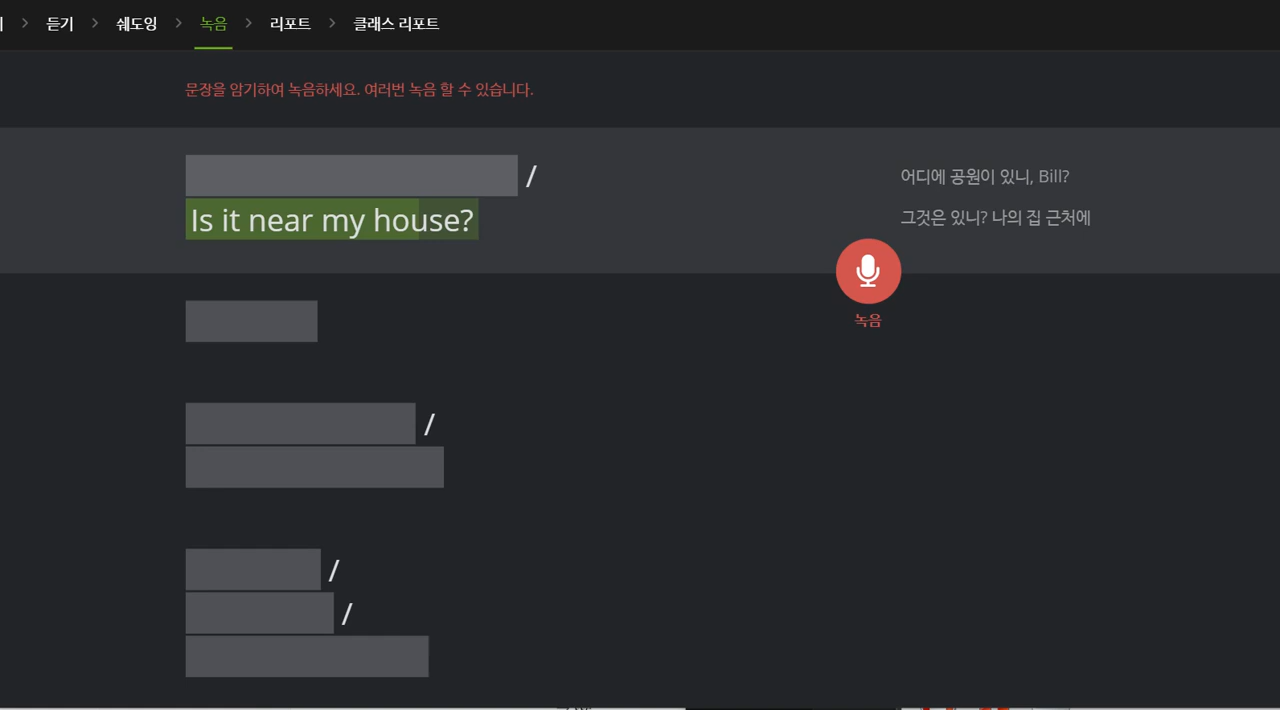 듣기 > 쉐도잉 > 녹음 > 리포트 > 클래스 리포트
문장을 암기하여 녹음하세요. 여러번 녹음 할 수 있습니다.
/
어디에 공원이 있니, Bill?
Is it near my house?
그것은 있니? 나의 집 근처에
녹음
/
/
/